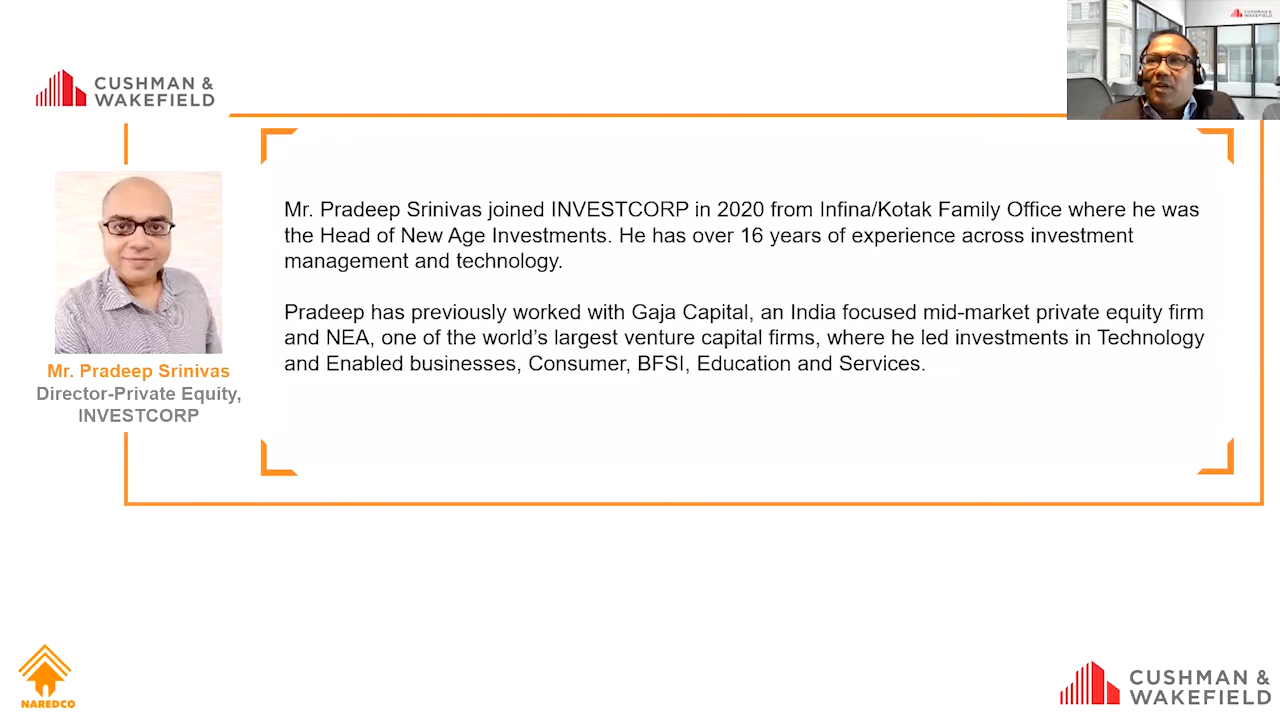 CUSHMAN &
WAKEFIELD
CUSHMAN &
WAKEFIELD
Mr. Pradeep Srinivas joined INVESTCORP in 2020 from Infina/Kotak Family Office where he was
the Head of New Age Investments. He has over 16 years of experience across investment
management and technology.
Pradeep has previously worked with Gaja Capital, an India focused mid-market private equity firm
and NEA, one of the world's largest venture capital firms, where he led investments in Technology
and Enabled businesses, Consumer, BFSI, Education and Services.
Mr. Pradeep Srinivas
Director-Private Equity,
INVESTCORP
NAREDCO
CUSHMAN &
WAKEFIELD